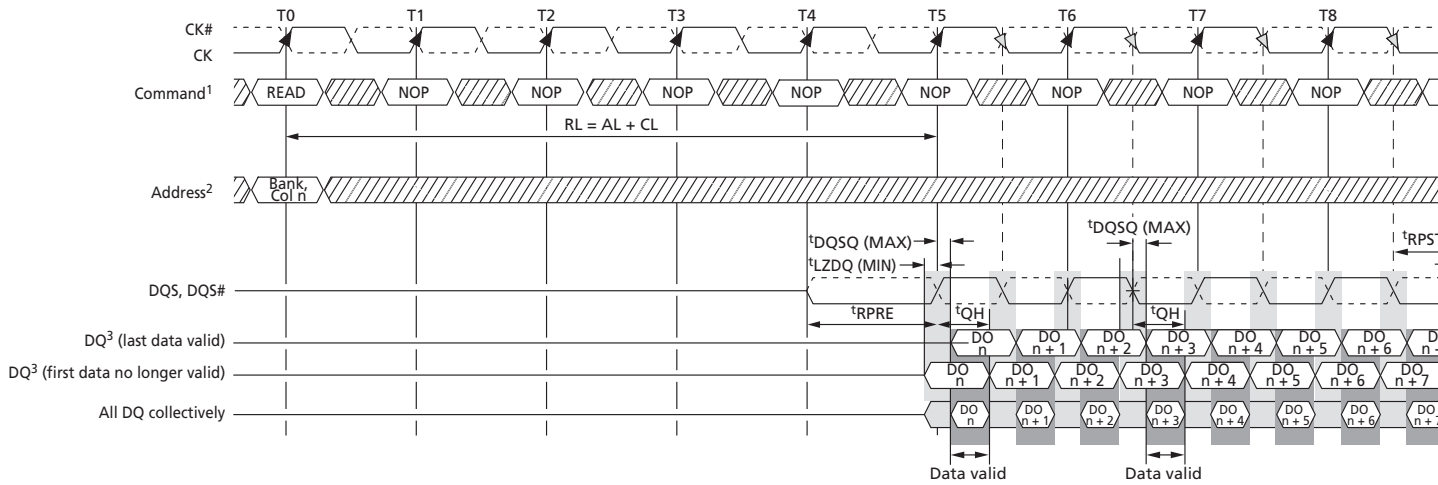 T0 T1 T2 T3 T4 T5 T6 T7 T8
CK#
CK
Command1 READ NOP NOP NOP NOP NOP NOP NOP NOP
RL = AL + CL
Address2 Bank, Col n
tDQSQ (MAX) tDQSQ (MAX) tRPST
tLZDQ (MIN)
DQS, DQS#
tRPRE tQH tQH
DQ3 (last data valid) DO n DO n + 1 DO n + 2 DO n + 3 DO n + 4 DO n + 5 DO n + 6
DQ3 (first data no longer valid) DO n DO n + 1 DO n + 2 DO n + 3 DO n + 4 DO n + 5 DO n + 6 DO n + 7
All DQ collectively DO n DO n + 1 DO n + 2 DO n + 3 DO n + 4 DO n + 5 DO n + 6 DO n + 7
Data valid Data valid